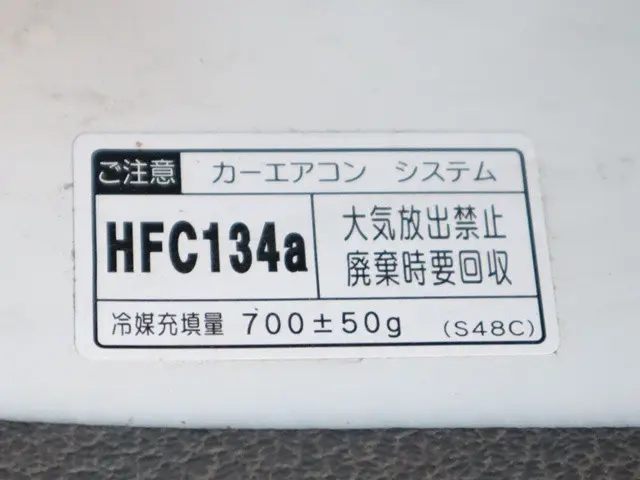 ご注意 カーエアコン システム
HFC134a
大気放出禁止
廃棄時要回収
冷媒充填量 700±50g (S48C)